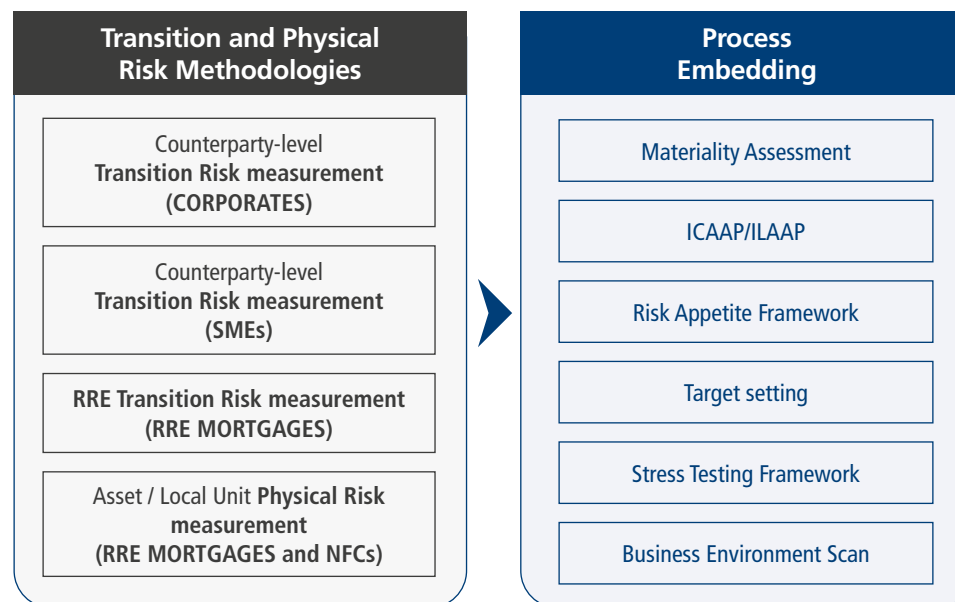 Transition and Physical
Risk Methodologies
Counterparty-level
Transition Risk measurement
(CORPORATES)
Counterparty-level
Transition Risk measurement
(SMEs)
RRE Transition Risk measurement
(RRE MORTGAGES)
Asset / Local Unit Physical Risk
measurement
(RRE MORTGAGES and NFCs)
Process
Embedding
Materiality Assessment
ICAAP/ILAAP
Risk Appetite Framework
Target setting
Stress Testing Framework
Business Environment Scan